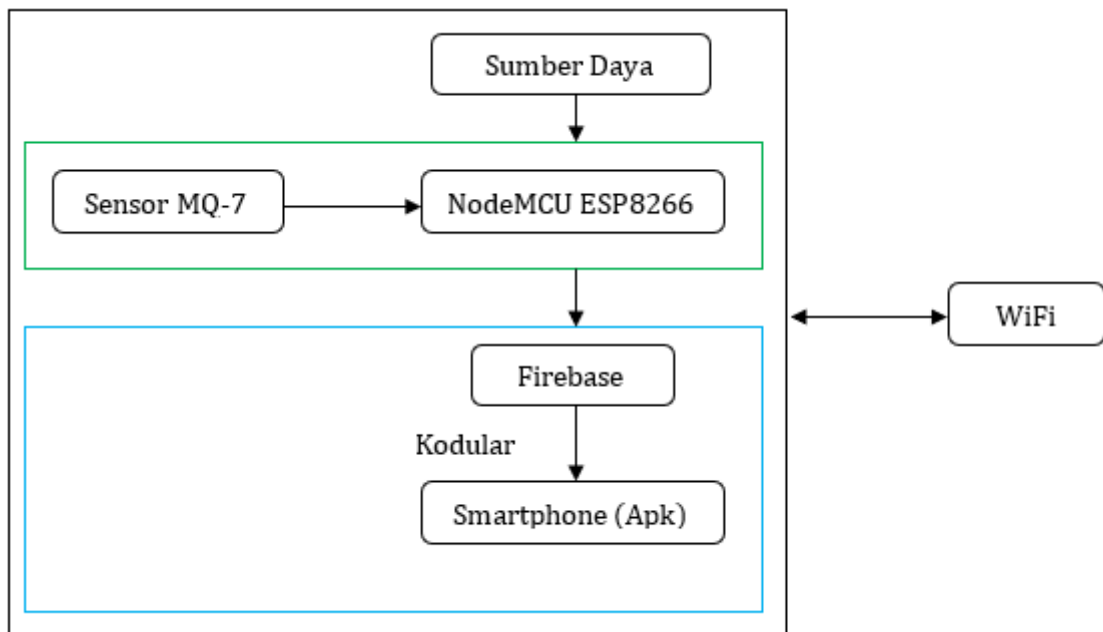 Sumber Daya
Sensor MQ-7
NodeMCU ESP8266
WiFi
Firebase
Kodular
Smartphone (Apk)